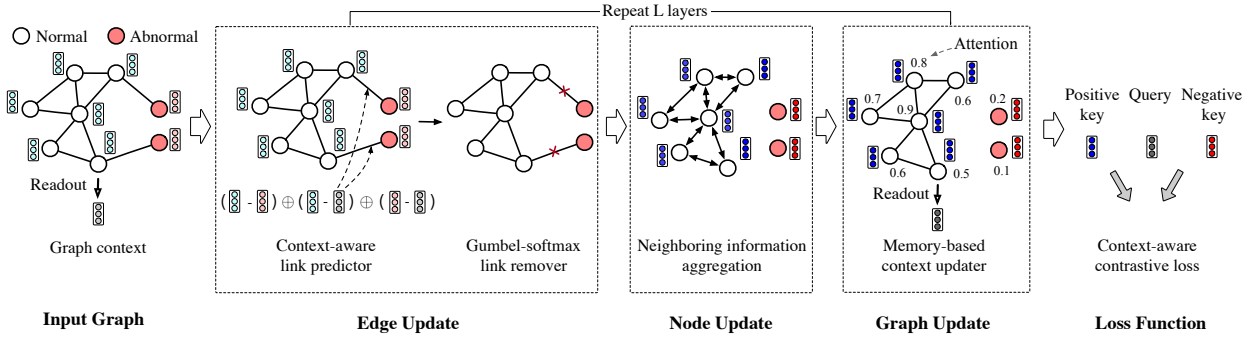 Repeat L layers
Normal
Abnormal
Readout
Graph context
( - ) ⊕ ( - ) ⊕ ( - )
Context-aware
link predictor
Gumbel-softmax
link remover
Neighboring information
aggregation
Attention
0.8
0.6
0.7
0.9
0.2
0.6
0.5
0.1
Readout
Memory-based
context updater
Positive
key
Query
Negative
key
Context-aware
contrastive loss
Input Graph
Edge Update
Node Update
Graph Update
Loss Function